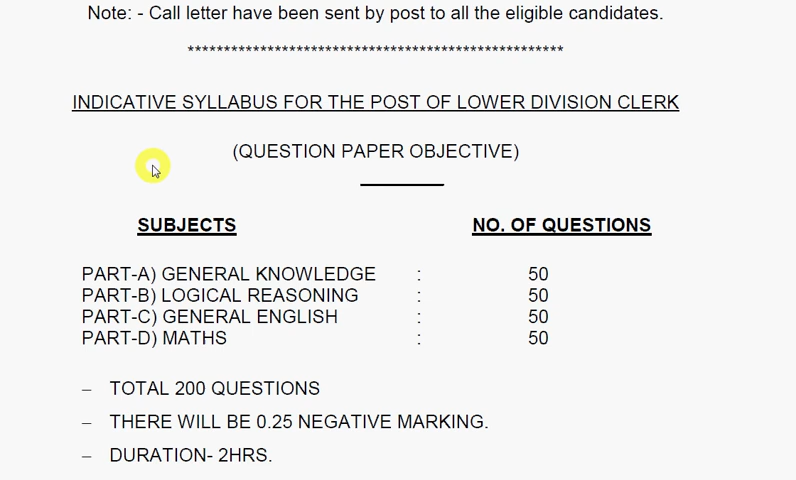 Note: - Call letter have been sent by post to all the eligible candidates.
****************************************************
INDICATIVE SYLLABUS FOR THE POST OF LOWER DIVISION CLERK
(QUESTION PAPER OBJECTIVE)
SUBJECTS NO. OF QUESTIONS
PART-A) GENERAL KNOWLEDGE : 50
PART-B) LOGICAL REASONING : 50
PART-C) GENERAL ENGLISH : 50
PART-D) MATHS : 50
– TOTAL 200 QUESTIONS
– THERE WILL BE 0.25 NEGATIVE MARKING.
– DURATION- 2HRS.